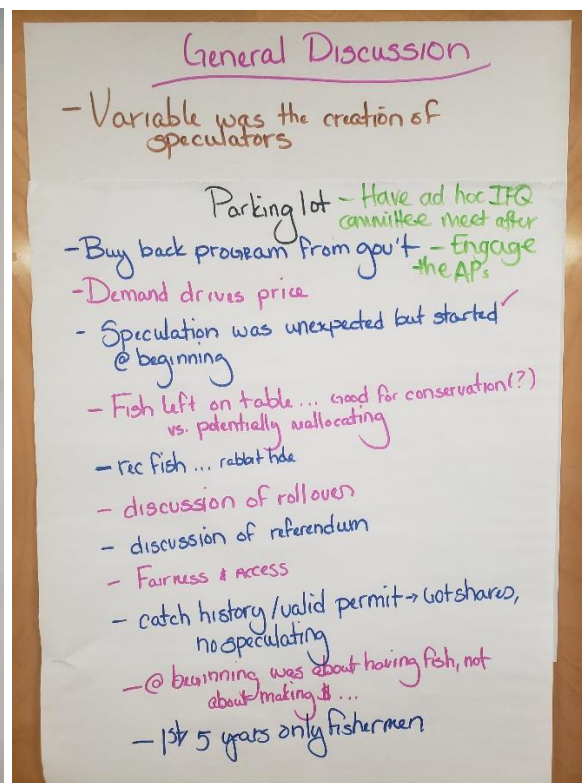 General Discussion
- Variable was the creation of
speculators
Parking lot - Have ad hoc IFQ
committee meet after
- Buy back program from gov't - Engage
the APs
- Demand drives price
- Speculation was unexpected but started ✓
@ beginning
- Fish left on table... Good for conservation(?)
vs. potentially reallocating
- rec fish... rabbit hole
- discussion of rollover
- discussion of referendum
- Fairness & Access
- catch history/valid permit → Got shares,
no speculating
- @ beginning was about having fish, not
about making $...
- 1st 5 years only fishermen